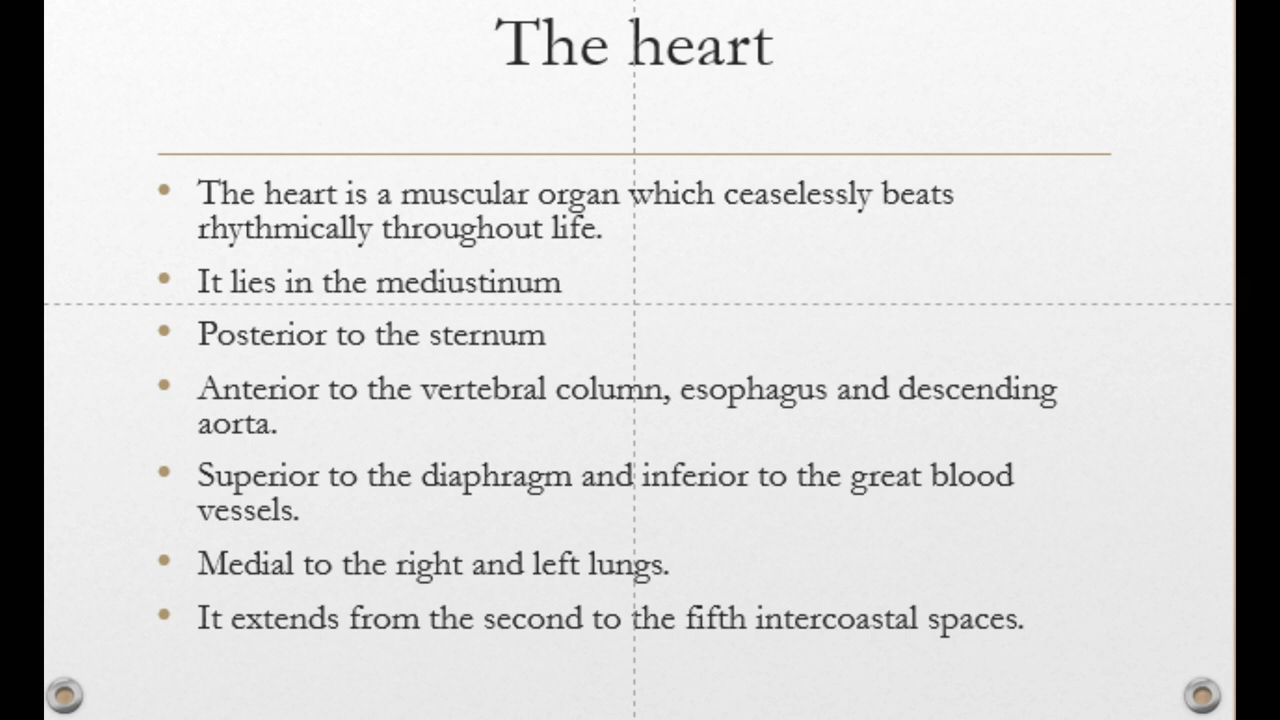 The heart
• The heart is a muscular organ which ceaselessly beats
rhythmically throughout life.
• It lies in the mediustinum
• Posterior to the sternum
• Anterior to the vertebral column, esophagus and descending
aorta.
• Superior to the diaphragm and inferior to the great blood
vessels.
• Medial to the right and left lungs.
• It extends from the second to the fifth intercoastal spaces.